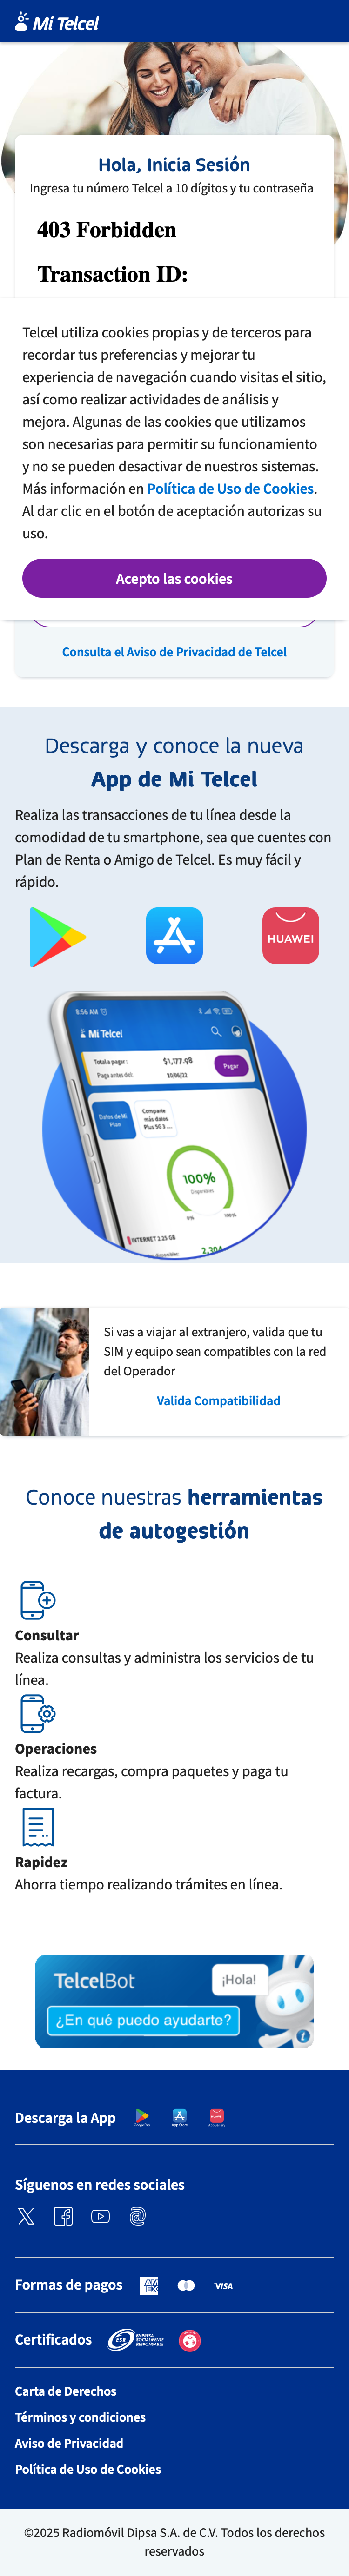 Mi Telcel
Hola, Inicia Sesión
Ingresa tu número Telcel a 10 dígitos y tu contraseña
403 Forbidden
Transaction ID:
Telcel utiliza cookies propias y de terceros para
recordar tus preferencias y mejorar tu
experiencia de navegación cuando visitas el sitio,
así como realizar actividades de análisis y
mejora. Algunas de las cookies que utilizamos
son necesarias para permitir su funcionamiento
y no se pueden desactivar de nuestros sistemas.
Más información en Política de Uso de Cookies.
Al dar clic en el botón de aceptación autorizas su
uso.
Acepto las cookies
Consulta el Aviso de Privacidad de Telcel
Descarga y conoce la nueva
App de Mi Telcel
Realiza las transacciones de tu línea desde la
comodidad de tu smartphone, sea que cuentes con
Plan de Renta o Amigo de Telcel. Es muy fácil y
rápido.
HUAWEI
8:56 AM
Mi Telcel
Total a pagar: $1,177.98
Paga antes del: 19/06/22
Pagar
Datos de Mi
Plan
Comparte
más datos
Plus 5G 3...
100%
Disponibles
0% 100%
INTERNET 2.25 GB
Si vas a viajar al extranjero, valida que tu
SIM y equipo sean compatibles con la red
del Operador
Valida Compatibilidad
Conoce nuestras herramientas
de autogestión
Consultar
Realiza consultas y administra los servicios de tu
línea.
Operaciones
Realiza recargas, compra paquetes y paga tu
factura.
Rapidez
Ahorra tiempo realizando trámites en línea.
TelcelBot
¡Hola!
¿En qué puedo ayudarte?
Descarga la App
Google Play
App Store
AppGallery
Síguenos en redes sociales
Formas de pagos
AM
EX
VISA
Certificados
ESR
EMPRESA
SOCIALMENTE
RESPONSABLE
Carta de Derechos
Términos y condiciones
Aviso de Privacidad
Política de Uso de Cookies
©2025 Radiomóvil Dipsa S.A. de C.V. Todos los derechos
reservados